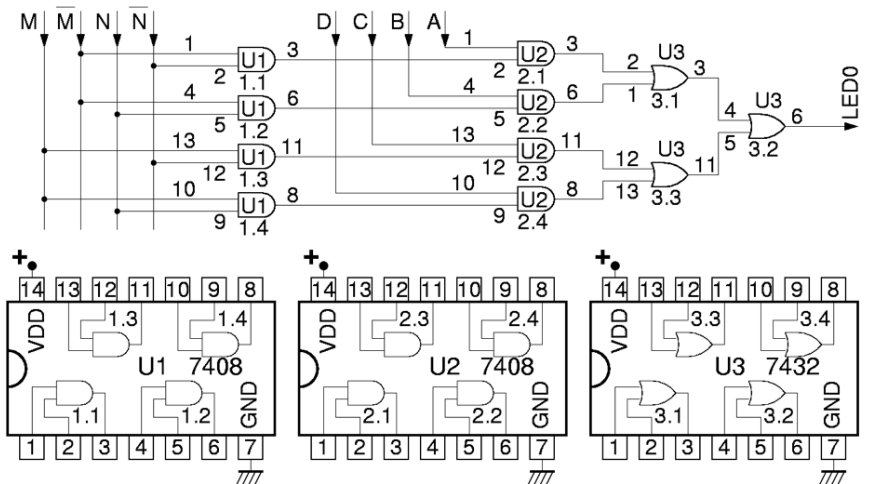 M M N N D C B A
1 3 1 3
U1 U2 U3
2 1.1 2 2.1 2 3
4 6 4 6 1 3.1 U3 LED0
U1 U2 4 6
5 1.2 5 2.2 5 3.2
13 11 13 11 U3
U1 U2 12 11
12 1.3 12 2.3 13 3.3
10 8 10 8
U1 U2
9 1.4 9 2.4
+ + +
14 13 12 11 10 9 8 14 13 12 11 10 9 8 14 13 12 11 10 9 8
VDD 1.3 1.4 VDD 2.3 2.4 VDD 3.3 3.4
U1 7408 U2 7408 U3 7432
1.1 1.2 GND 2.1 2.2 GND 3.1 3.2 GND
1 2 3 4 5 6 7 1 2 3 4 5 6 7 1 2 3 4 5 6 7